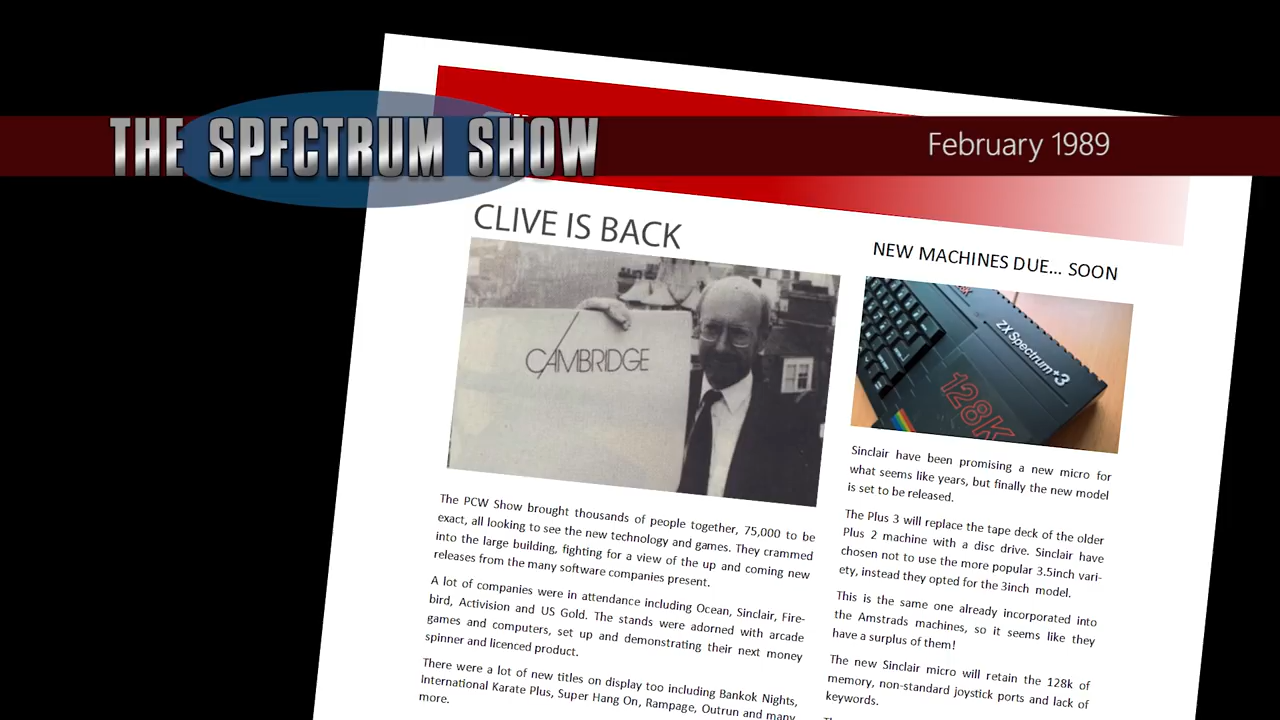 THE SPECTRUM SHOW
February 1989
CLIVE IS BACK
CAMBRIDGE
The PCW Show brought thousands of people together, 75,000 to be
exact, all looking to see the new technology and games. They crammed
into the large building, fighting for a view of the up and coming new
releases from the many software companies present.
A lot of companies were in attendance including Ocean, Sinclair, Fire-
bird, Activision and US Gold. The stands were adorned with arcade
games and computers, set up and demonstrating their next money
spinner and licenced product.
There were a lot of new titles on display too including Bankok Nights,
International Karate Plus, Super Hang On, Rampage, Outrun and many
more.
NEW MACHINES DUE... SOON
ZX Spectrum+3
128K
Sinclair have been promising a new micro for
what seems like years, but finally the new model
is set to be released.
The Plus 3 will replace the tape deck of the older
Plus 2 machine with a disc drive. Sinclair have
chosen not to use the more popular 3.5inch vari-
ety, instead they opted for the 3inch model.
This is the same one already incorporated into
the Amstrads machines, so it seems like they
have a surplus of them!
The new Sinclair micro will retain the 128k of
memory, non-standard joystick ports and lack of
keywords.